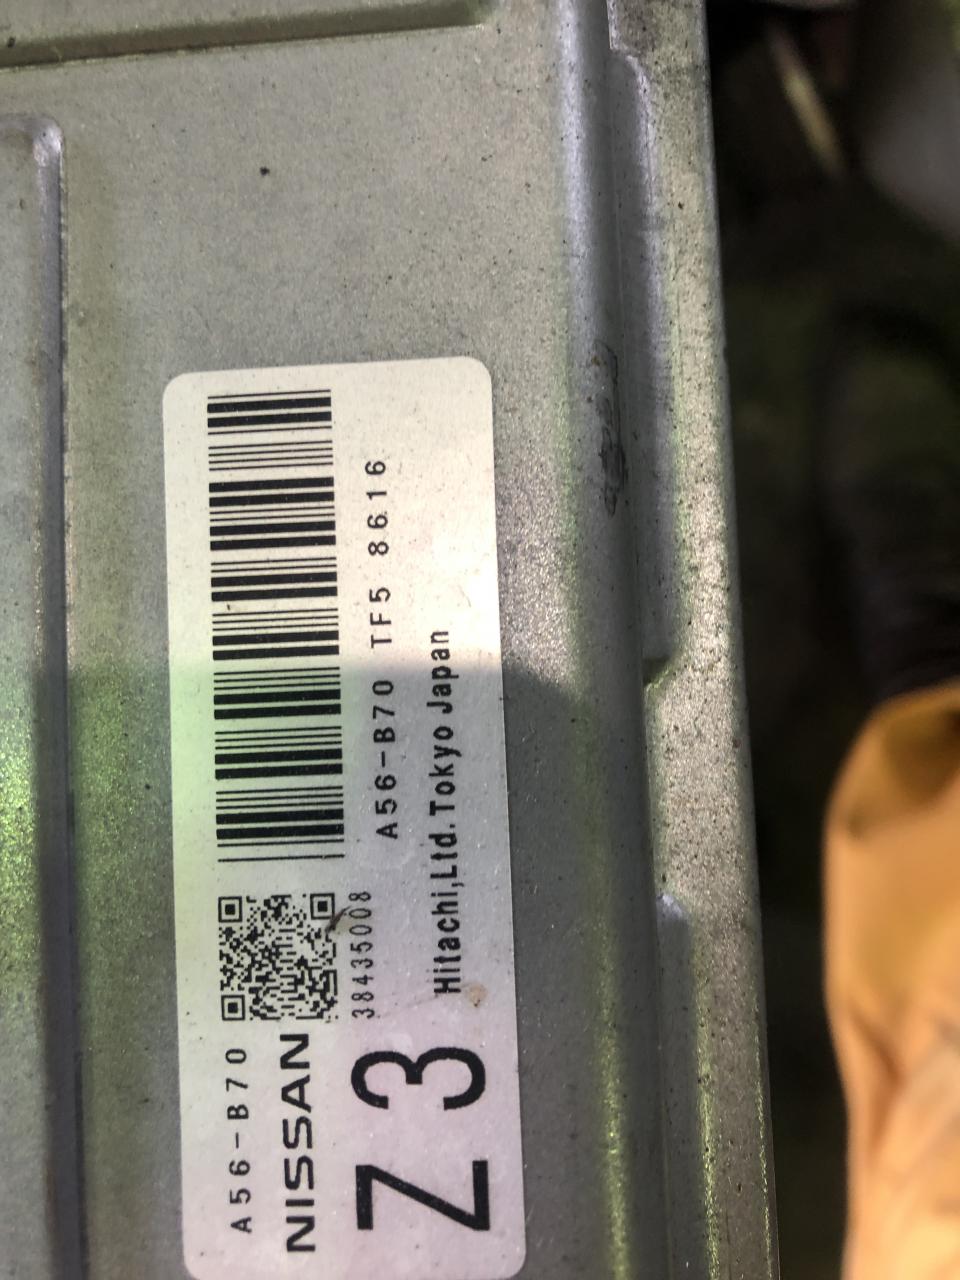 A56-B70
NISSAN
Z3
38435008
A56-B70 TF5 8616
Hitachi,Ltd.Tokyo Japan